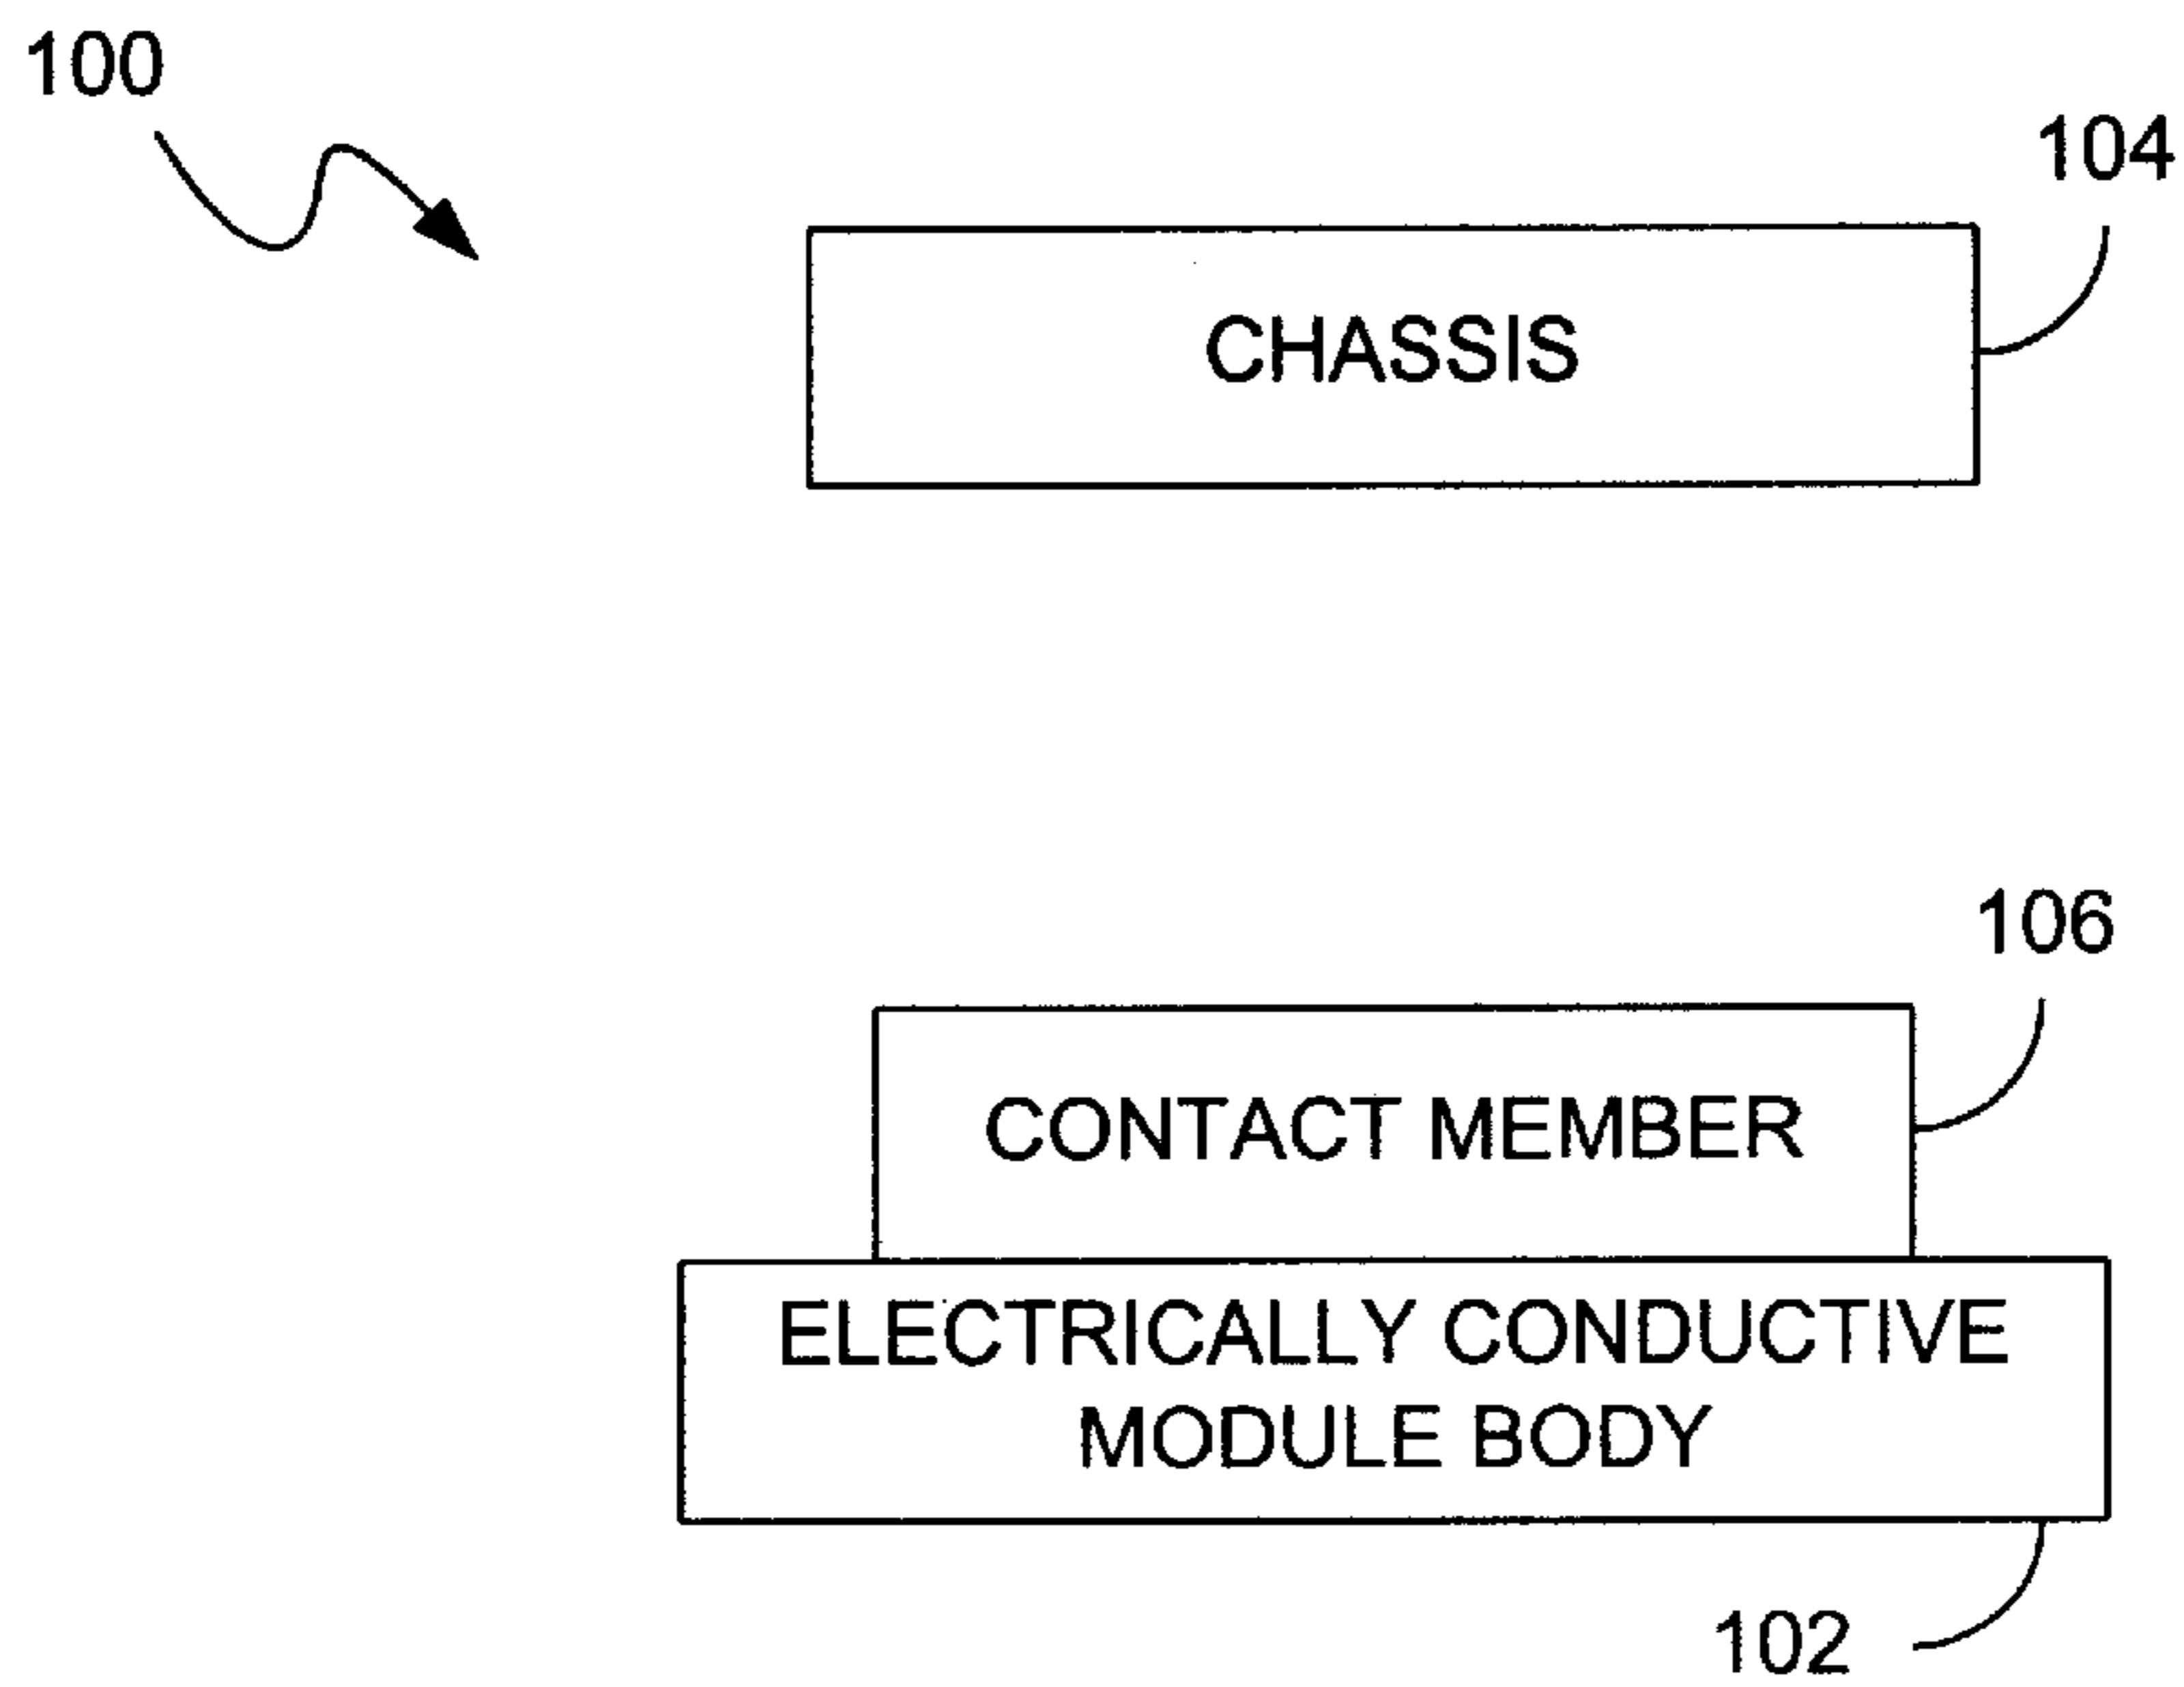 100
104
CHASSIS
106
CONTACT MEMBER
ELECTRICALLY CONDUCTIVE
MODULE BODY
102